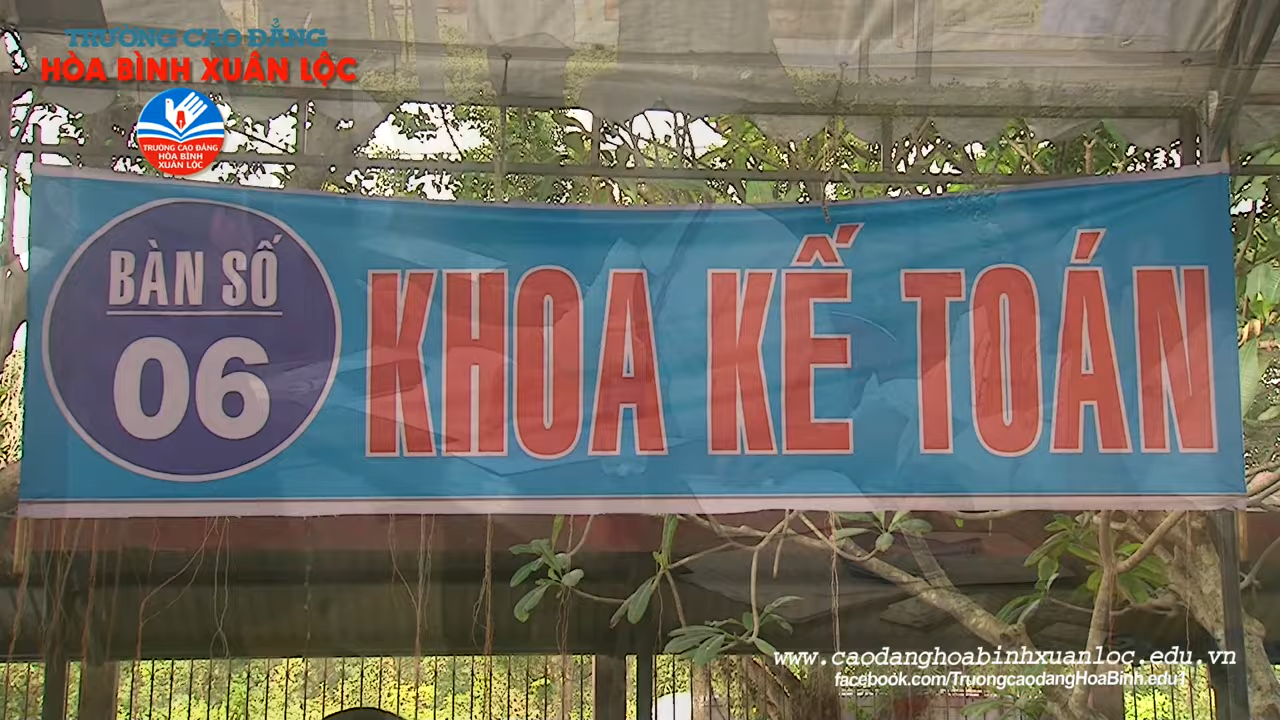 TRƯỜNG CAO ĐẲNG
HÒA BÌNH XUÂN LỘC
TRƯỜNG CAO ĐẲNG
HÒA BÌNH
XUÂN LỘC
BÀN SỐ
06
KHOA KẾ TOÁN
www.caodanghoabinhxuanloc.edu.vn
facebook.com/TruongcaodangHoaBinh.edu1